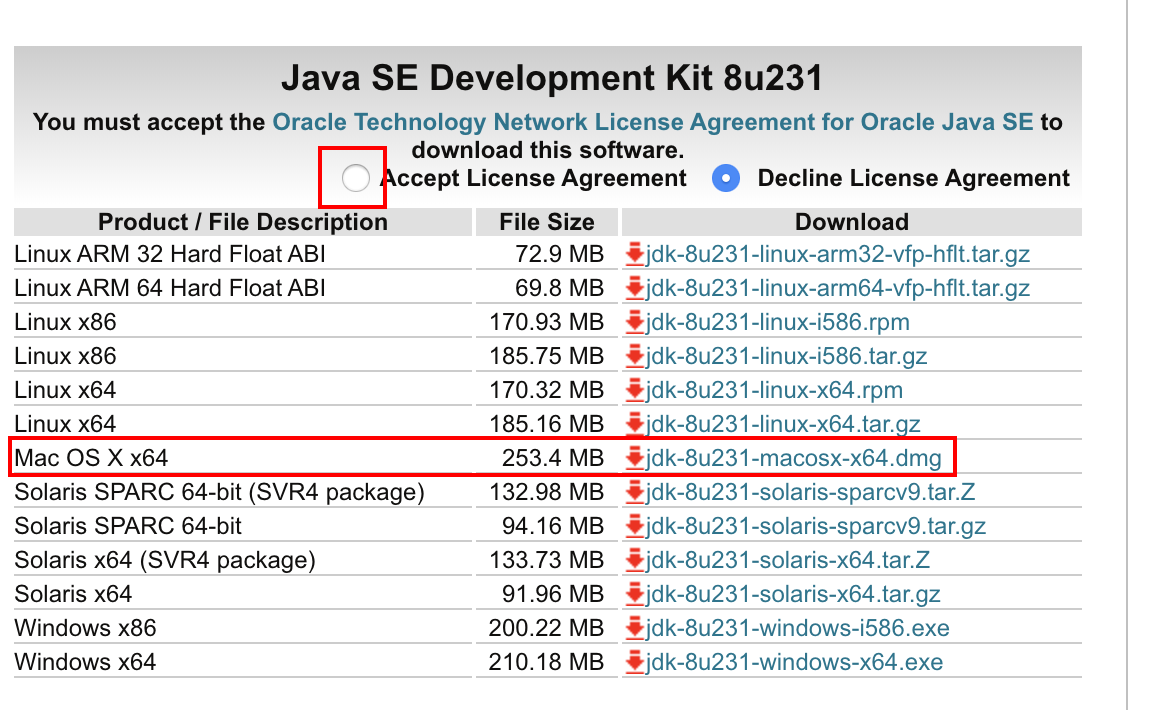 Java SE Development Kit 8u231
You must accept the Oracle Technology Network License Agreement for Oracle Java SE to
download this software.
Accept License Agreement Decline License Agreement
Product / File Description File Size Download
Linux ARM 32 Hard Float ABI 72.9 MB jdk-8u231-linux-arm32-vfp-hflt.tar.gz
Linux ARM 64 Hard Float ABI 69.8 MB jdk-8u231-linux-arm64-vfp-hflt.tar.gz
Linux x86 170.93 MB jdk-8u231-linux-i586.rpm
Linux x86 185.75 MB jdk-8u231-linux-i586.tar.gz
Linux x64 170.32 MB jdk-8u231-linux-x64.rpm
Linux x64 185.16 MB jdk-8u231-linux-x64.tar.gz
Mac OS X x64 253.4 MB jdk-8u231-macosx-x64.dmg
Solaris SPARC 64-bit (SVR4 package) 132.98 MB jdk-8u231-solaris-sparcv9.tar.Z
Solaris SPARC 64-bit 94.16 MB jdk-8u231-solaris-sparcv9.tar.gz
Solaris x64 (SVR4 package) 133.73 MB jdk-8u231-solaris-x64.tar.Z
Solaris x64 91.96 MB jdk-8u231-solaris-x64.tar.gz
Windows x86 200.22 MB jdk-8u231-windows-i586.exe
Windows x64 210.18 MB jdk-8u231-windows-x64.exe